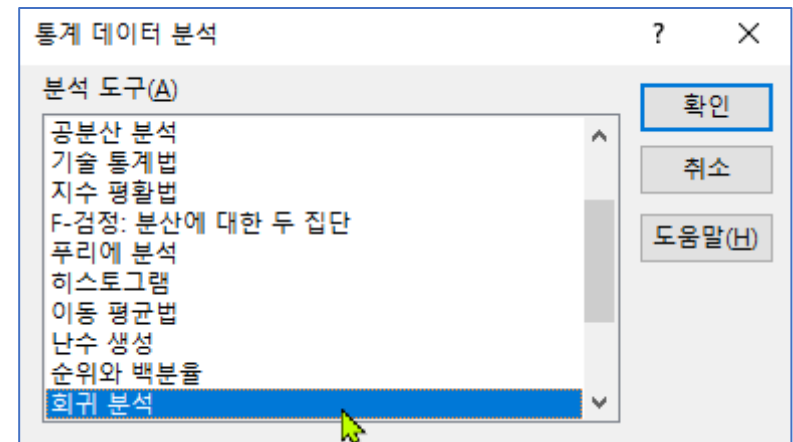 통계 데이터 분석 ? ×
분석 도구(A)
공분산 분석
기술 통계법
지수 평활법
F-검정: 분산에 대한 두 집단
푸리에 분석
히스토그램
이동 평균법
난수 생성
순위와 백분율
회귀 분석
확인
취소
도움말(H)